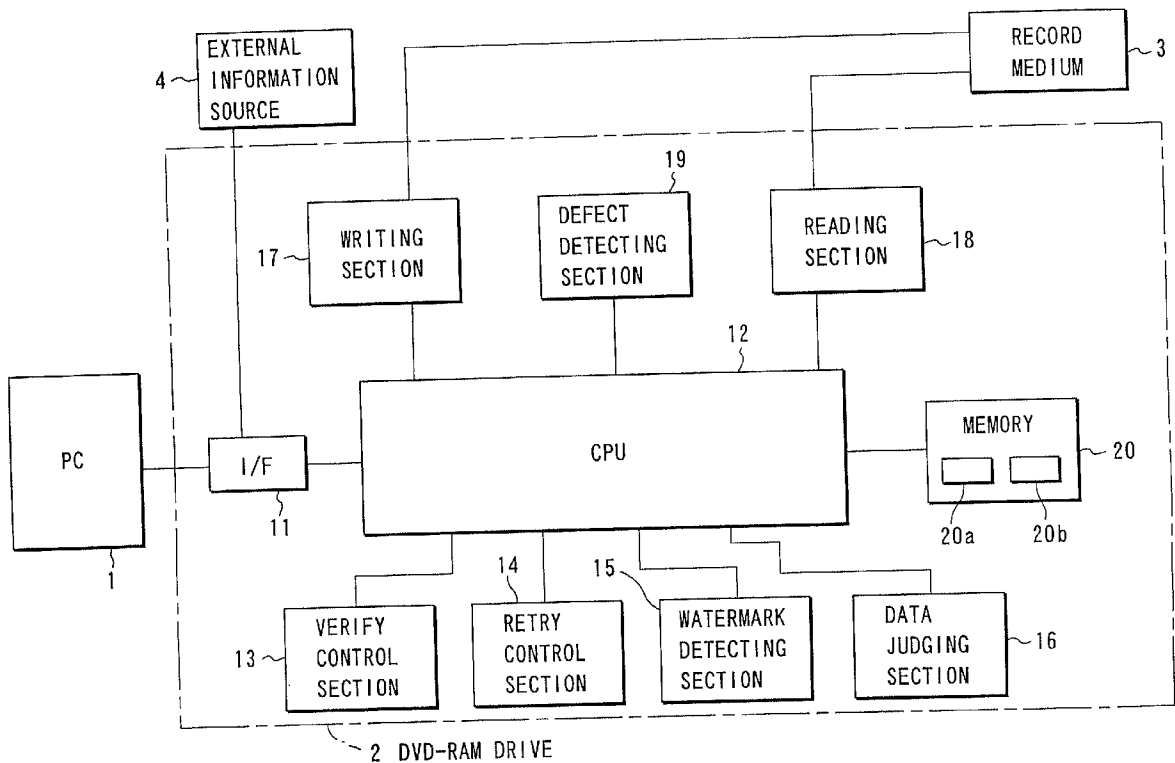 4
EXTERNAL
INFORMATION
SOURCE
RECORD
MEDIUM
3
17
WRITING
SECTION
19
DEFECT
DETECTING
SECTION
READING
SECTION
18
12
PC
1
I/F
11
CPU
MEMORY
20
20a
20b
13
VERIFY
CONTROL
SECTION
14
RETRY
CONTROL
SECTION
15
WATERMARK
DETECTING
SECTION
DATA
JUDGING
SECTION
16
2 DVD-RAM DRIVE